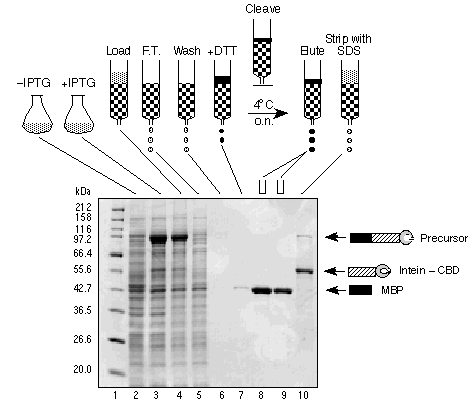 Cleave
Strip with
SDS
Load F.T. Wash +DTT Elute
–IPTG +IPTG
4°C
o.n.
kDa
212
158
116
97.2
66.4
55.6
42.7
36.5
26.6
20.0
Precursor
Intein – CBD
MBP
1 2 3 4 5 6 7 8 9 10